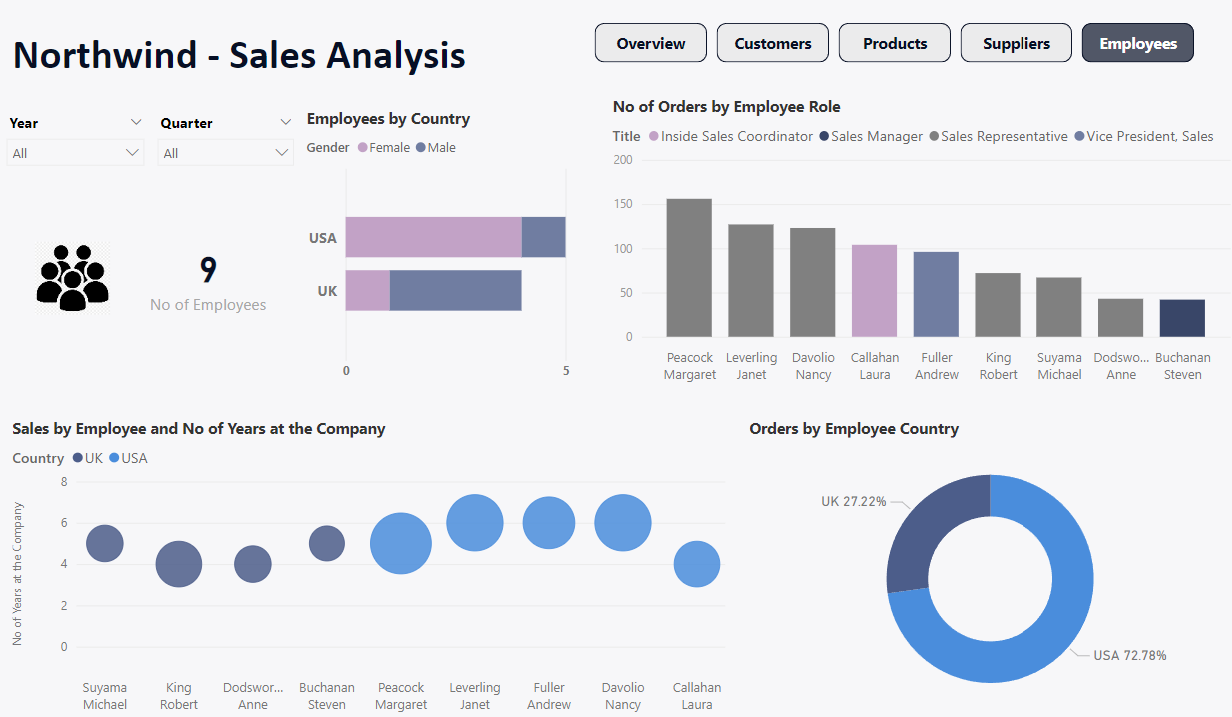 Northwind - Sales Analysis
Overview
Customers
Products
Suppliers
Employees
Year
Quarter
All
All
9
No of Employees
Employees by Country
Gender Female Male
USA
UK
0
5
No of Orders by Employee Role
Title Inside Sales Coordinator Sales Manager Sales Representative Vice President, Sales
200
150
100
50
0
Peacock
Margaret
Leverling
Janet
Davolio
Nancy
Callahan
Laura
Fuller
Andrew
King
Robert
Suyama
Michael
Dodswo...
Anne
Buchanan
Steven
Sales by Employee and No of Years at the Company
Country UK USA
No of Years at the Company
8
6
4
2
0
Suyama
Michael
King
Robert
Dodswor...
Anne
Buchanan
Steven
Peacock
Margaret
Leverling
Janet
Fuller
Andrew
Davolio
Nancy
Callahan
Laura
Orders by Employee Country
UK 27.22%
USA 72.78%